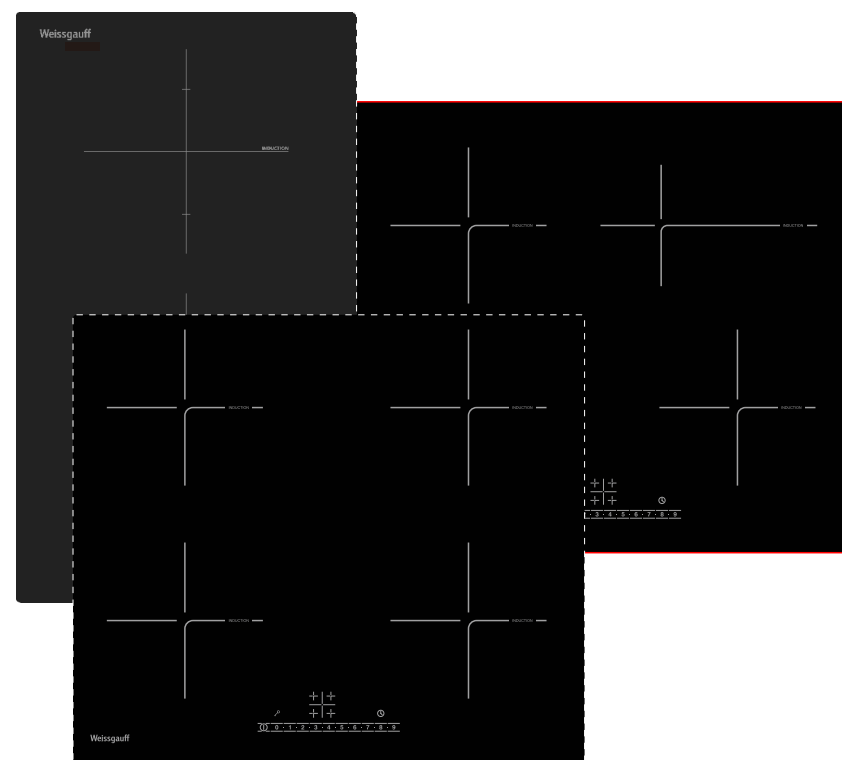 Weissgauff
INDUCTION
INDUCTION
INDUCTION
INDUCTION
INDUCTION
INDUCTION
· 3 · 4 · 5 · 6 · 7 · 8 · 9
INDUCTION
INDUCTION
0 · 1 · 2 · 3 · 4 · 5 · 6 · 7 · 8 · 9
Weissgauff